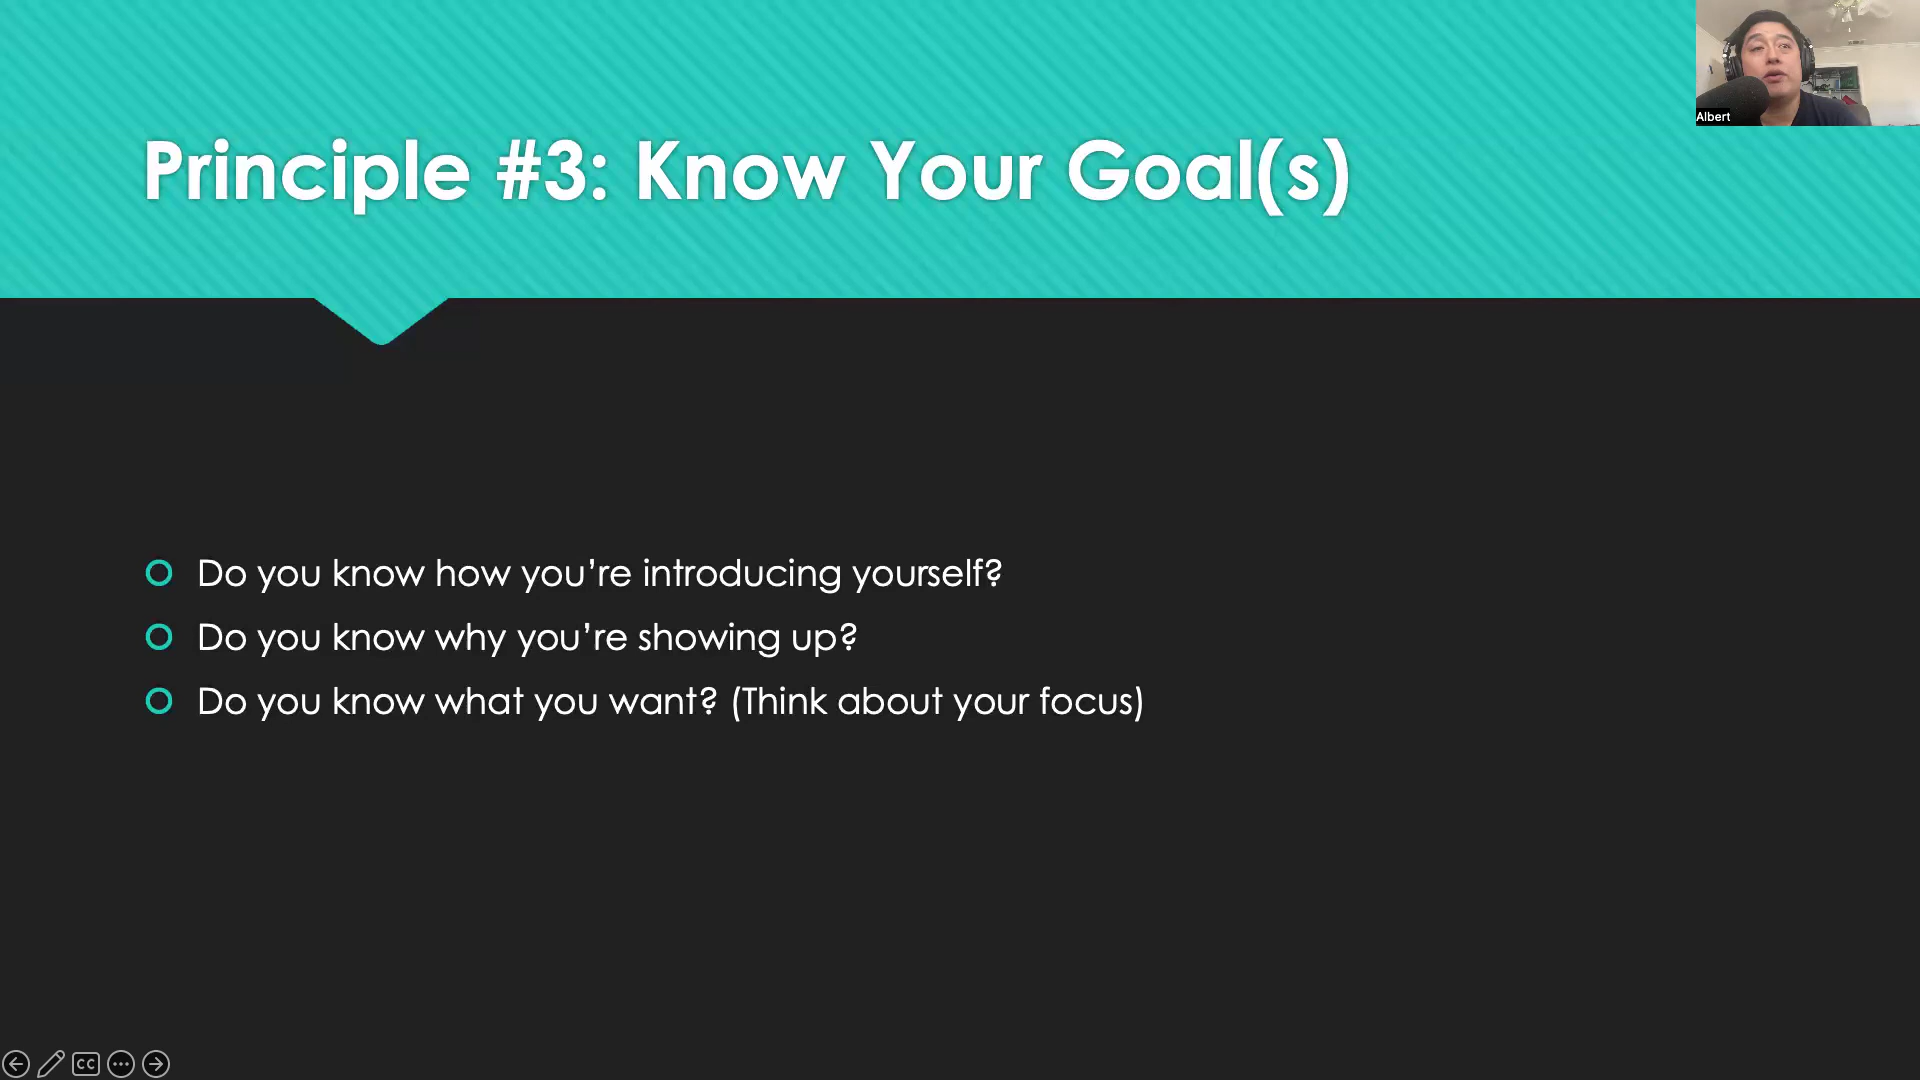 Principle #3: Know Your Goal(s)
Albert
Do you know how you’re introducing yourself?
Do you know why you’re showing up?
Do you know what you want? (Think about your focus)
CC